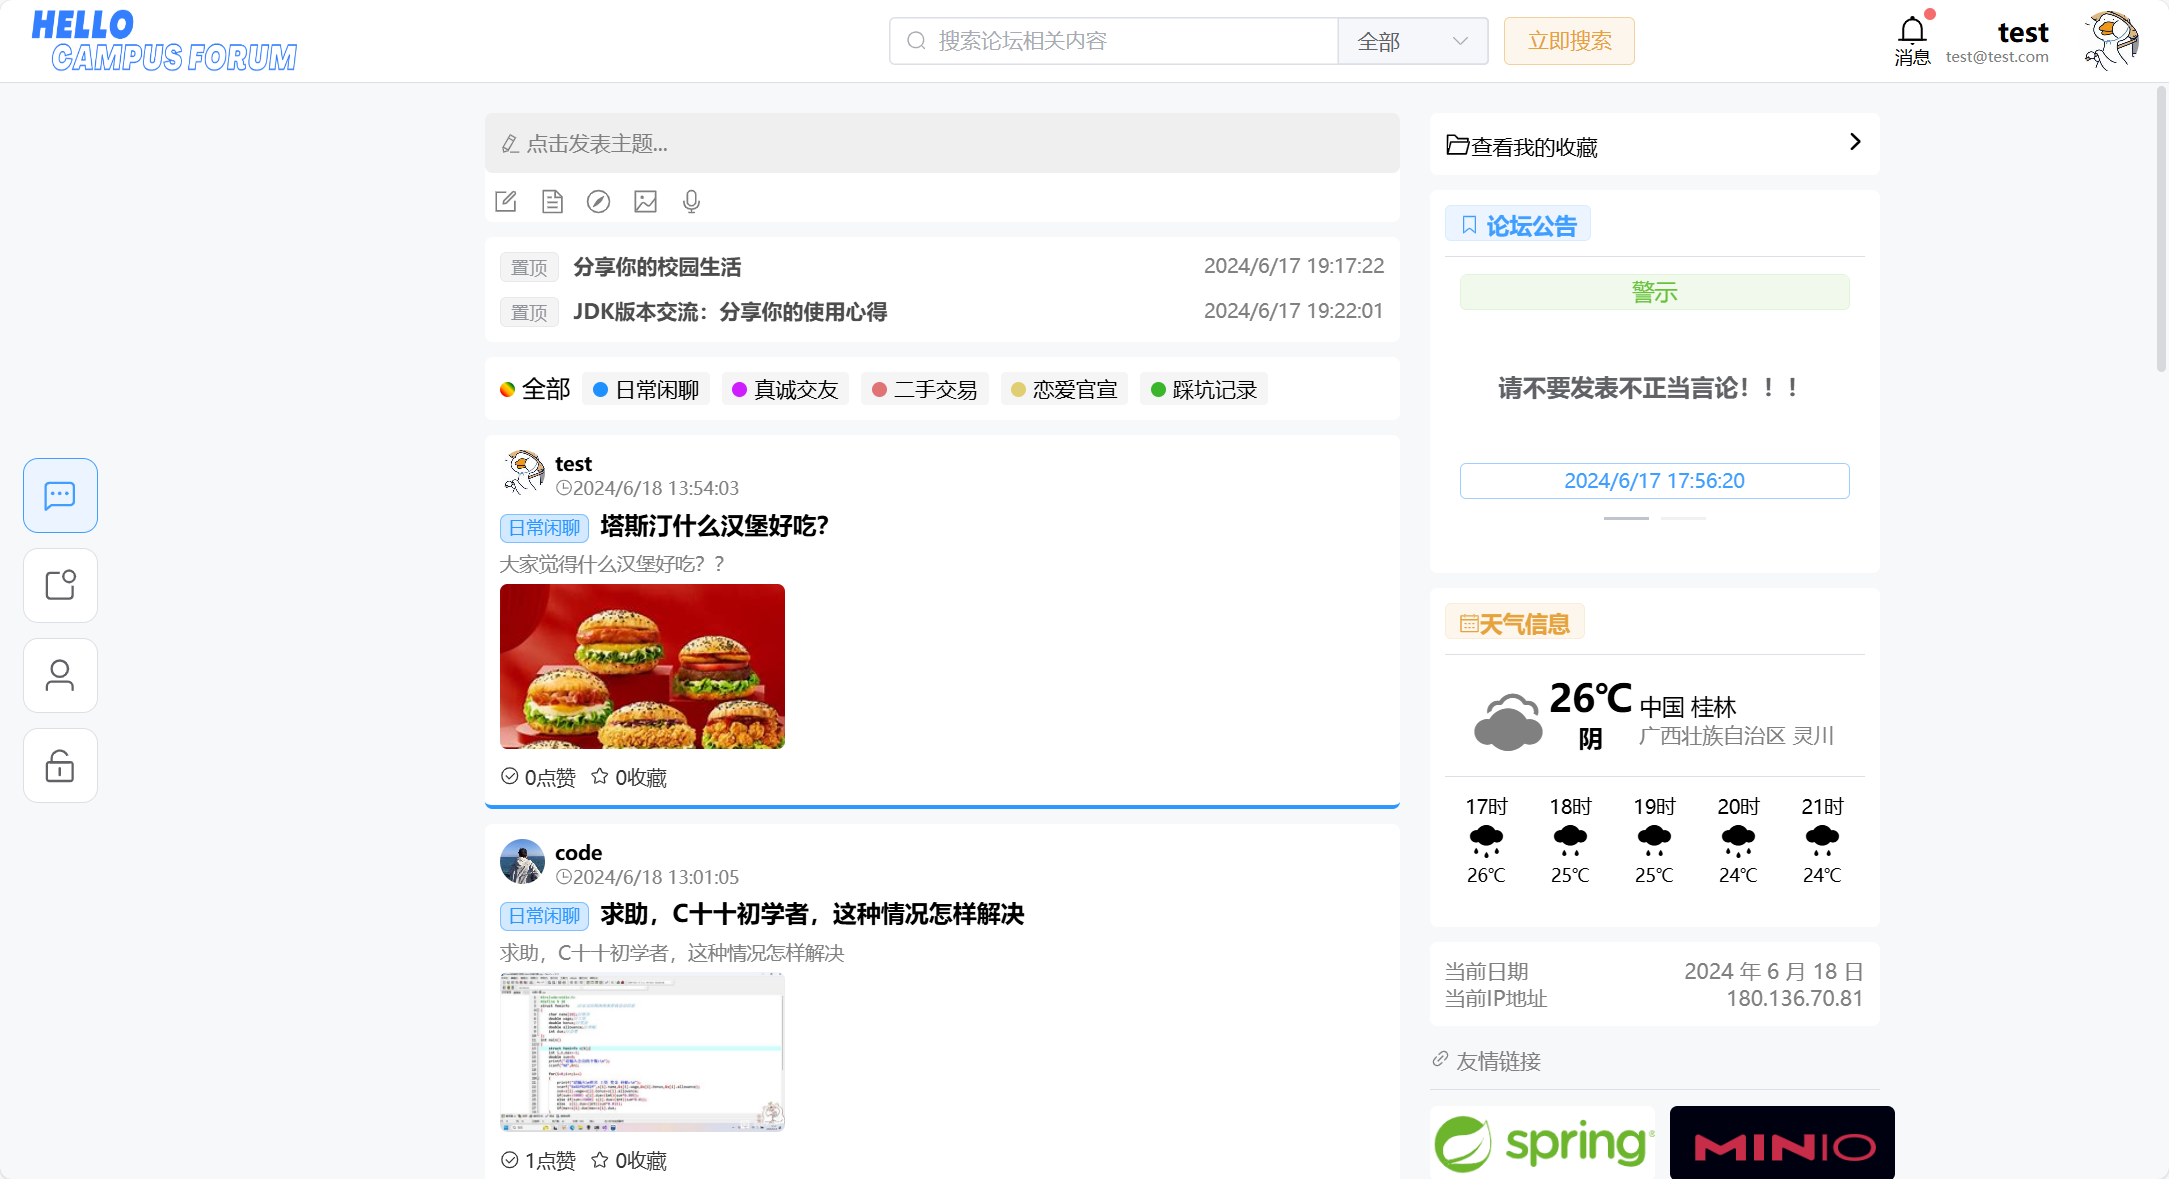 HELLO
CAMPUS FORUM
搜索论坛相关内容
全部
立即搜索
消息
test
test@test.com
点击发表主题...
置顶 分享你的校园生活 2024/6/17 19:17:22
置顶 JDK版本交流：分享你的使用心得 2024/6/17 19:22:01
全部 日常闲聊 真诚交友 二手交易 恋爱官宣 踩坑记录
test
2024/6/18 13:54:03
日常闲聊 塔斯汀什么汉堡好吃？
大家觉得什么汉堡好吃？？
0点赞 0收藏
code
2024/6/18 13:01:05
日常闲聊 求助，C十十初学者，这种情况怎样解决
求助，C十十初学者，这种情况怎样解决
1点赞 0收藏
查看我的收藏
论坛公告
警示
请不要发表不正当言论！！！
2024/6/17 17:56:20
天气信息
26℃
阴
中国 桂林
广西壮族自治区 灵川
17时 18时 19时 20时 21时
26℃ 25℃ 25℃ 24℃ 24℃
当前日期 2024 年 6 月 18 日
当前IP地址 180.136.70.81
友情链接
spring
MINIO